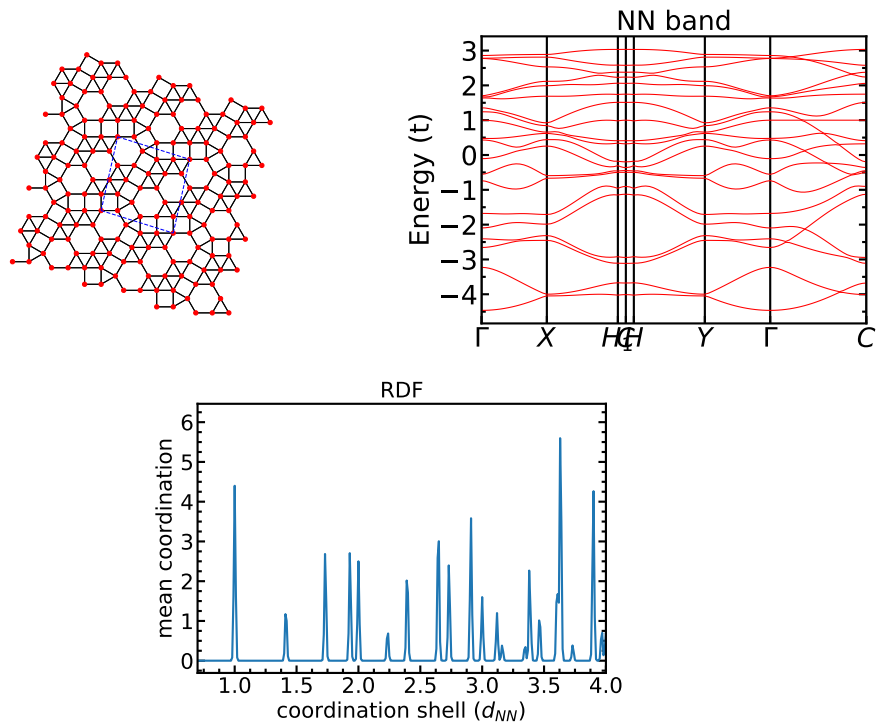 NN band
Energy (t)
3
2
1
0
−1
−2
−3
−4
Γ X H₁ C H Y Γ C
RDF
mean coordination
6
5
4
3
2
1
0
1.0 1.5 2.0 2.5 3.0 3.5 4.0
coordination shell (d_NN)